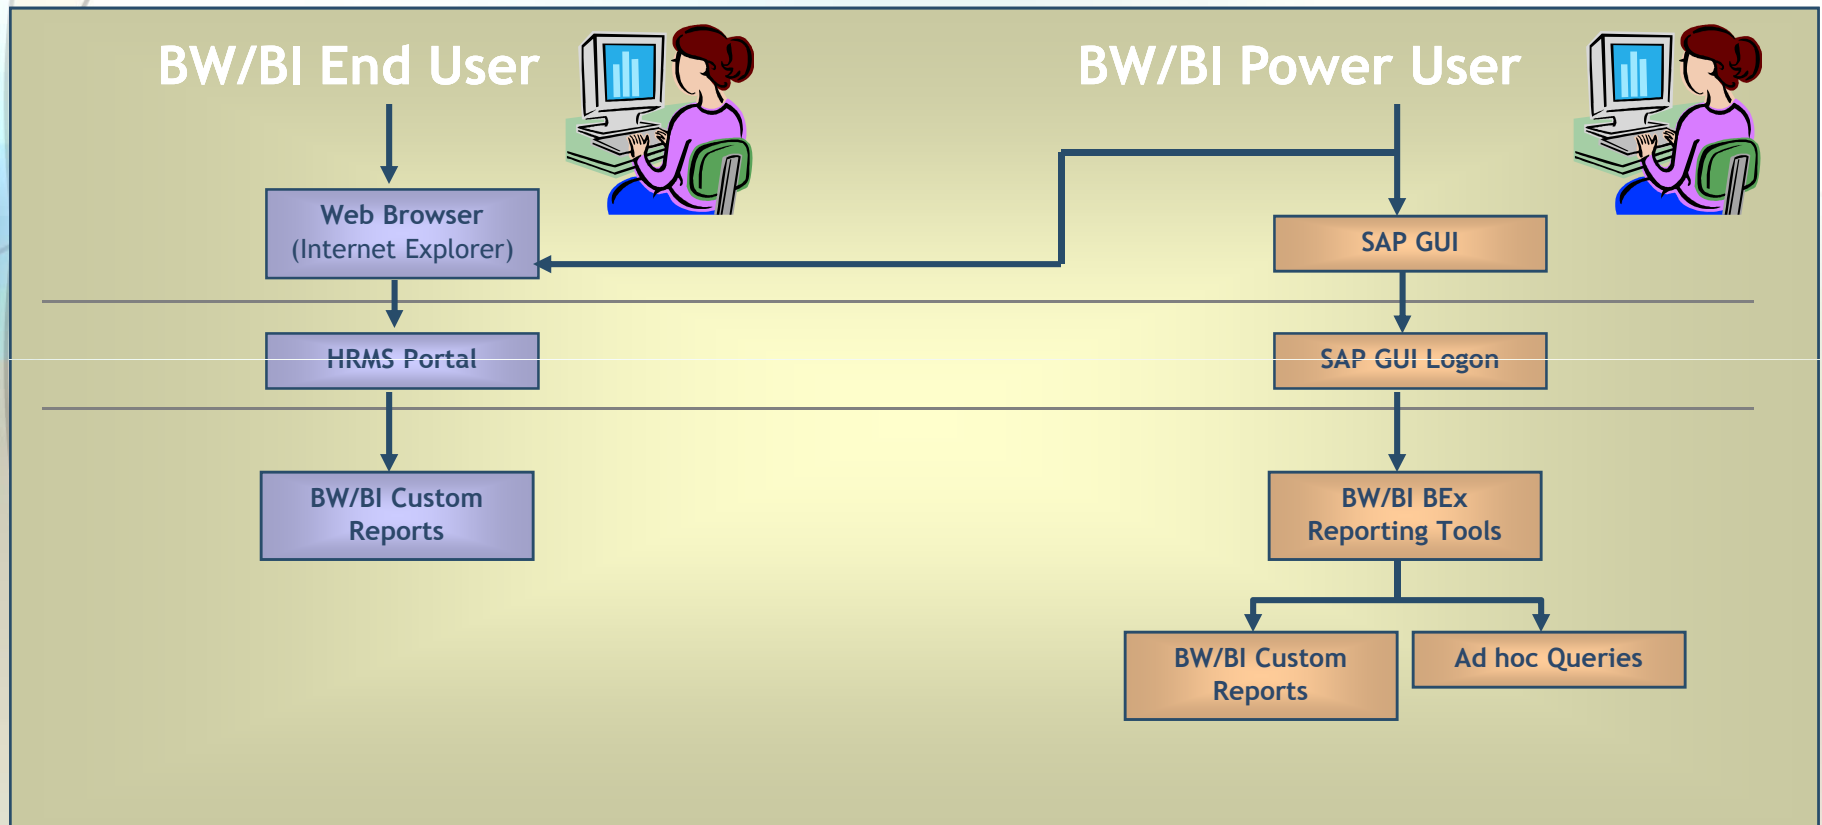 BW/BI End User
BW/BI Power User
Web Browser
(Internet Explorer)
SAP GUI
HRMS Portal
SAP GUI Logon
BW/BI Custom
Reports
BW/BI BEx
Reporting Tools
BW/BI Custom
Reports
Ad hoc Queries